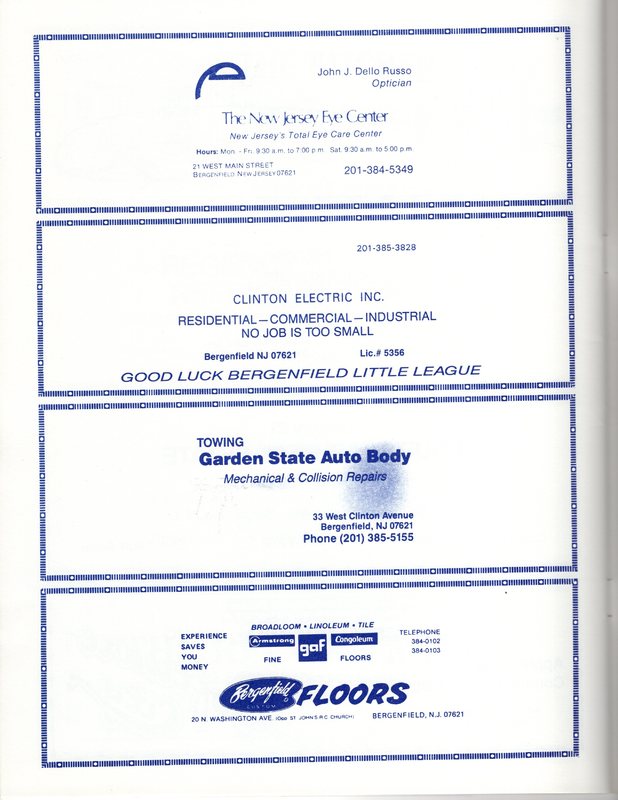 John J. Dello Russo
Optician
The New Jersey Eye Center
New Jersey's Total Eye Care Center
Hours: Mon - Fri. 9:30 a.m. to 7:00 p.m. Sat. 9:30 a.m. to 5:00 p.m.
21 WEST MAIN STREET
BERGENFIELD NEW JERSEY 07621
201-384-5349
201-385-3828
CLINTON ELECTRIC INC.
RESIDENTIAL — COMMERCIAL — INDUSTRIAL
NO JOB IS TOO SMALL
Bergenfield NJ 07621 Lic.# 5356
GOOD LUCK BERGENFIELD LITTLE LEAGUE
TOWING
Garden State Auto Body
Mechanical & Collision Repairs
33 West Clinton Avenue
Bergenfield, NJ 07621
Phone (201) 385-5155
EXPERIENCE
SAVES
YOU
MONEY
BROADLOOM • LINOLEUM • TILE
Armstrong gaf Congoleum
FINE FLOORS
TELEPHONE
384-0102
384-0103
Bergenfield CUSTOM FLOORS
20 N. WASHINGTON AVE. (OPP ST JOHN'S R.C. CHURCH) BERGENFIELD, N.J. 07621